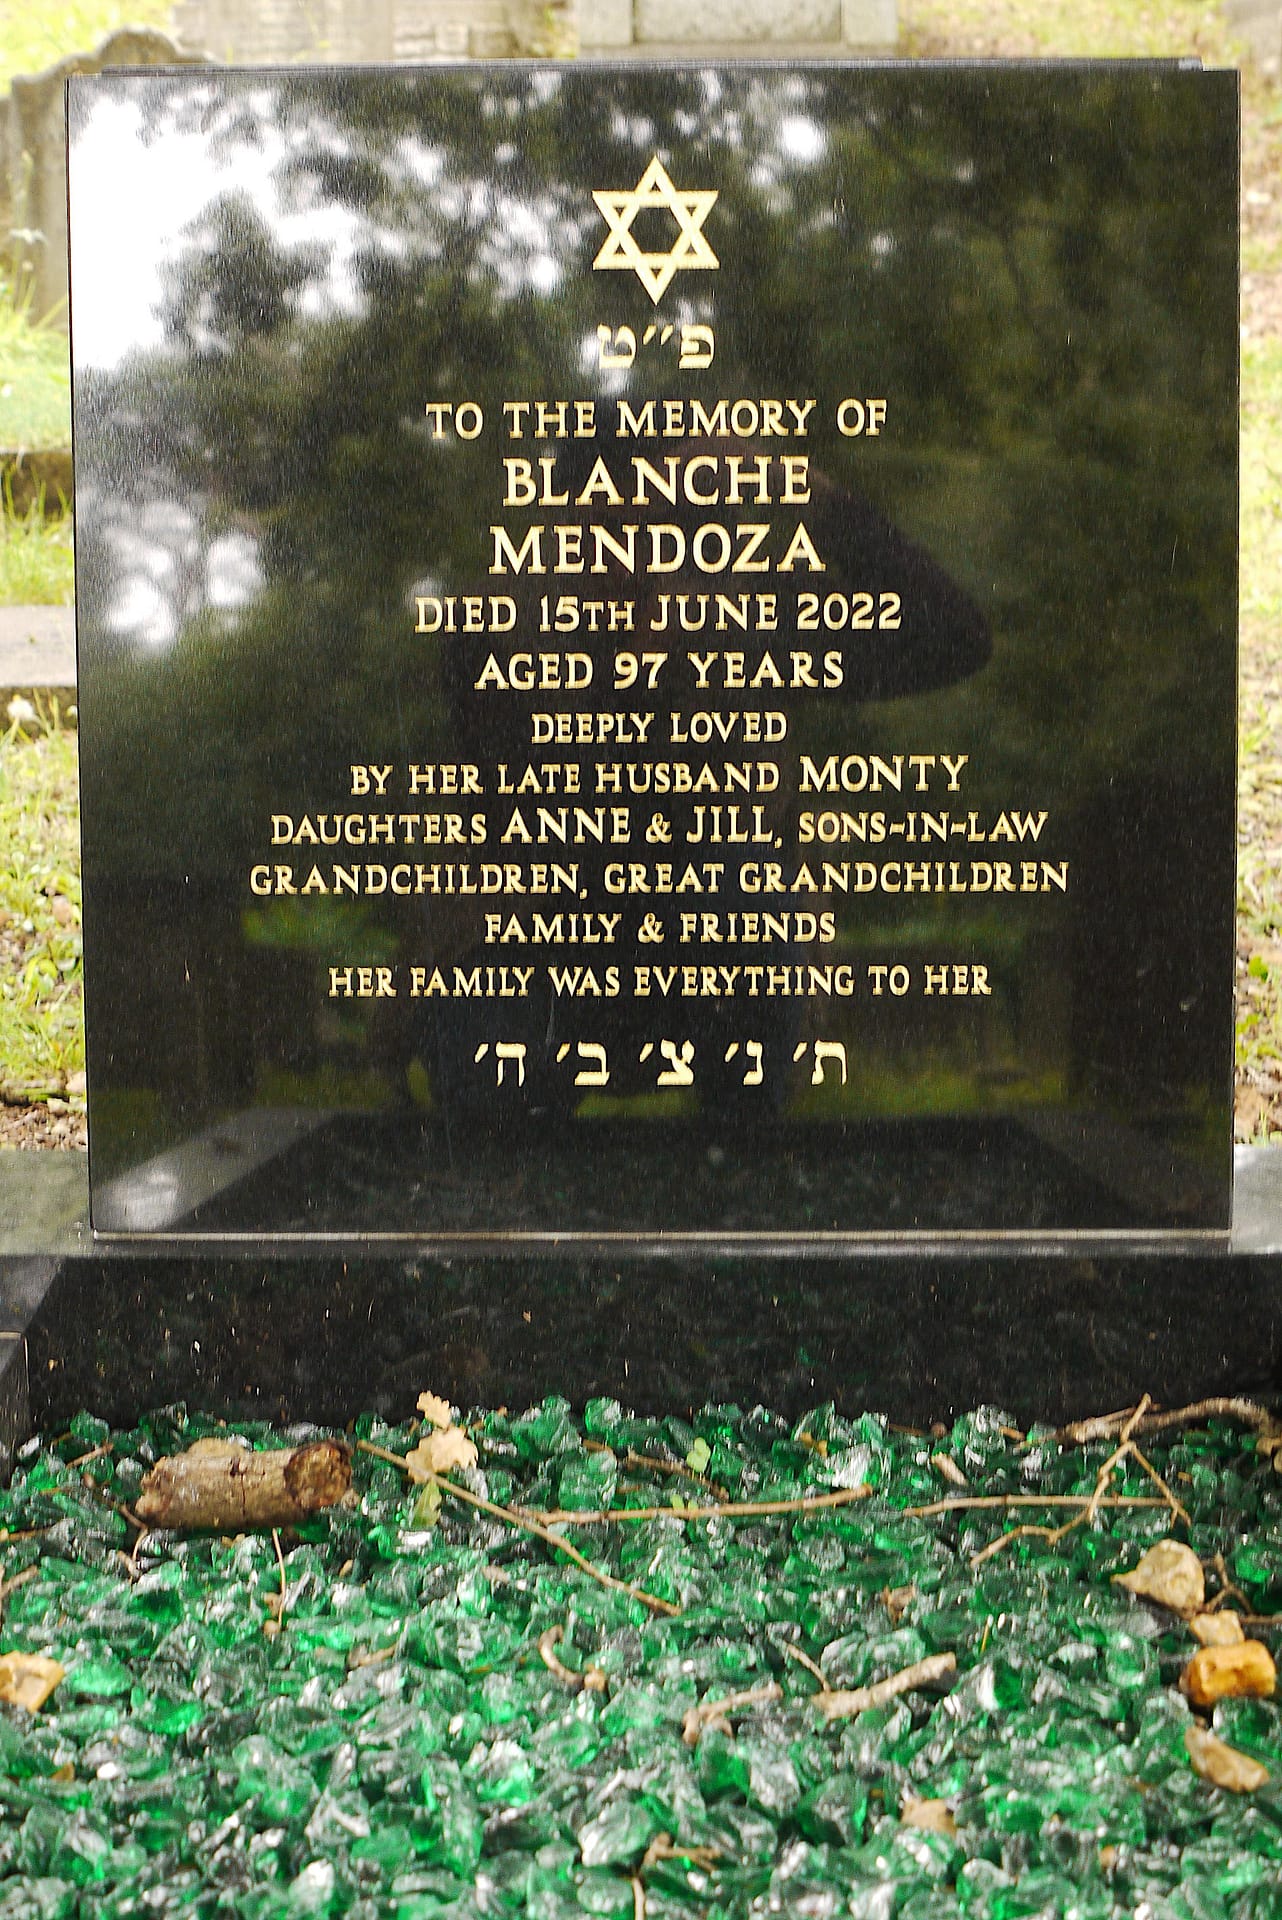 פ״ט
TO THE MEMORY OF
BLANCHE
MENDOZA
DIED 15TH JUNE 2022
AGED 97 YEARS
DEEPLY LOVED
BY HER LATE HUSBAND MONTY
DAUGHTERS ANNE & JILL, SONS-IN-LAW
GRANDCHILDREN, GREAT GRANDCHILDREN
FAMILY & FRIENDS
HER FAMILY WAS EVERYTHING TO HER
ת׳ נ׳ צ׳ ב׳ ה׳